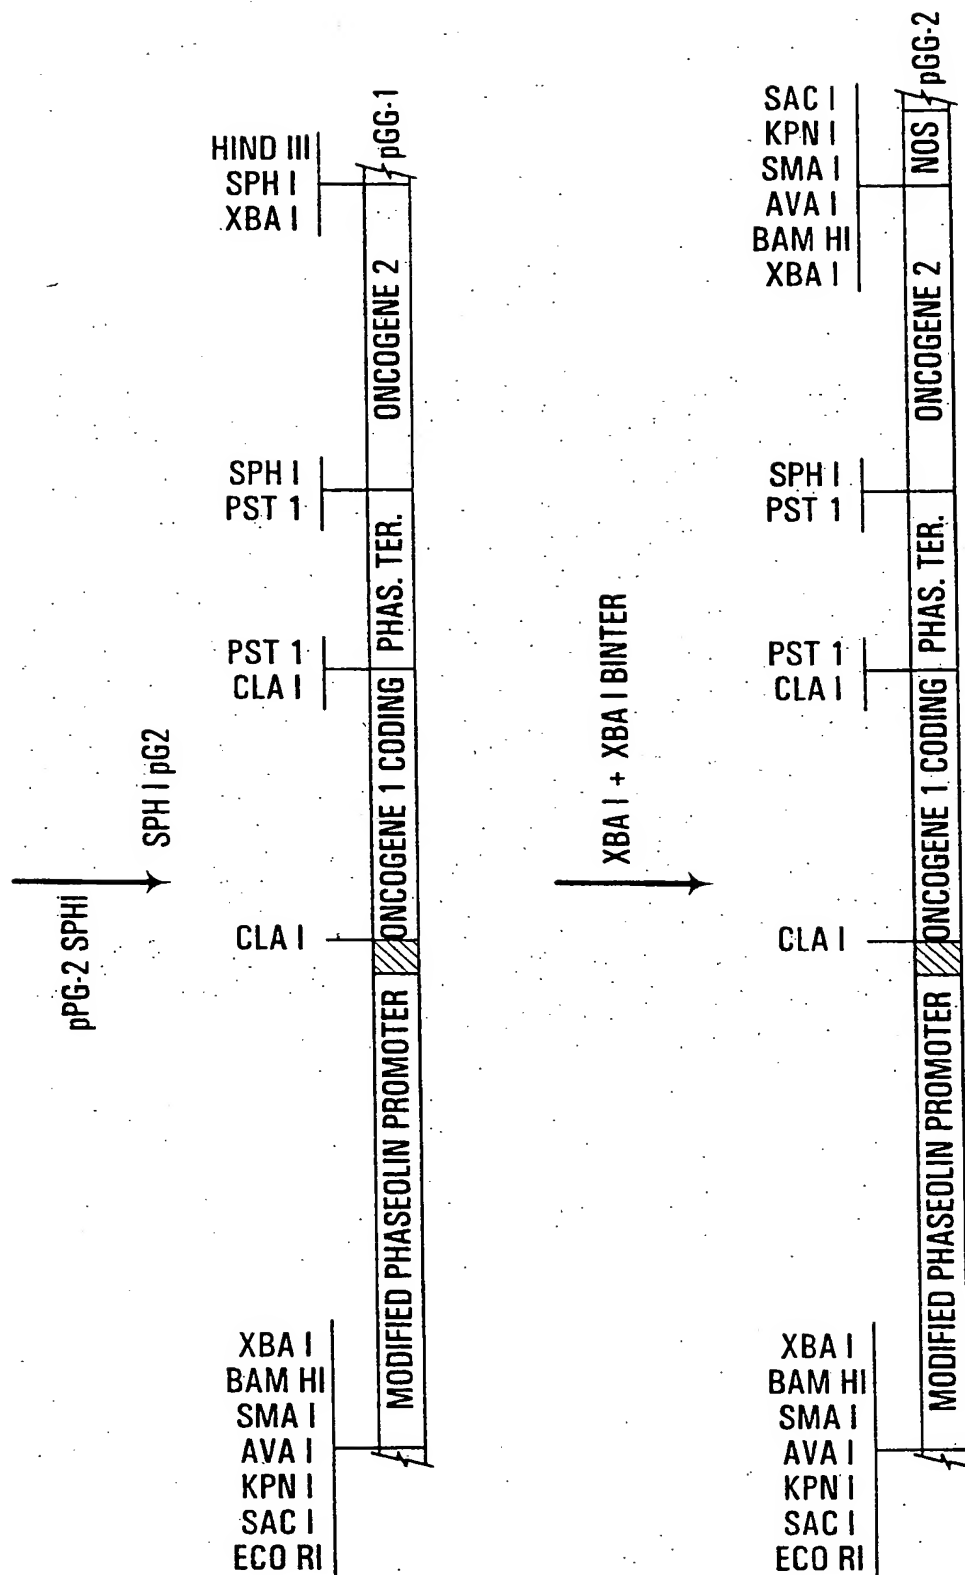 pPG-2 SPHI
SPH I pG2
ECO RI
SAC I
KPN I
AVA I
SMA I
BAM HI
XBA I
CLA I
CLA I
PST 1
PST 1
SPH I
XBA I
SPH I
HIND III
MODIFIED PHASEOLIN PROMOTER
ONCOGENE 1 CODING
PHAS. TER.
ONCOGENE 2
pGG-1
XBA I + XBA I BINTER
ECO RI
SAC I
KPN I
AVA I
SMA I
BAM HI
XBA I
CLA I
CLA I
PST 1
PST 1
SPH I
XBA I
BAM HI
AVA I
SMA I
KPN I
SAC I
MODIFIED PHASEOLIN PROMOTER
ONCOGENE 1 CODING
PHAS. TER.
ONCOGENE 2
NOS
pGG-2